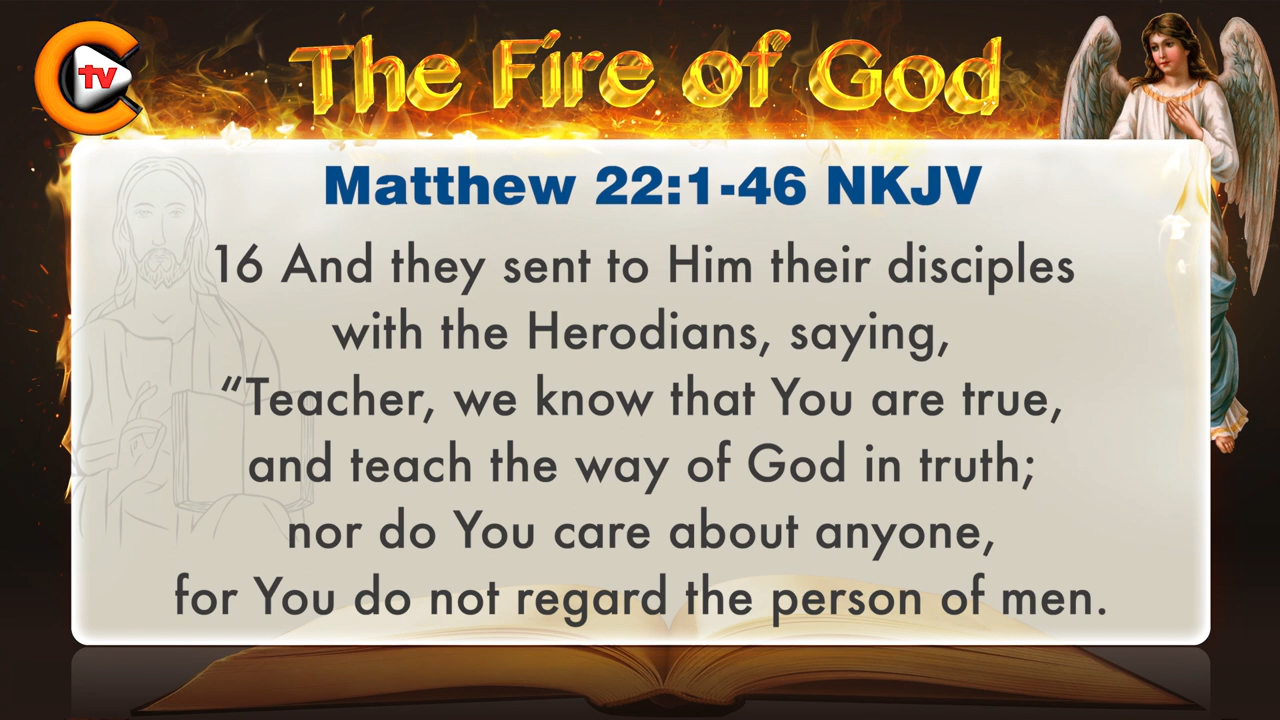 tv
The Fire of God
Matthew 22:1-46 NKJV
16 And they sent to Him their disciples
with the Herodians, saying,
“Teacher, we know that You are true,
and teach the way of God in truth;
nor do You care about anyone,
for You do not regard the person of men.